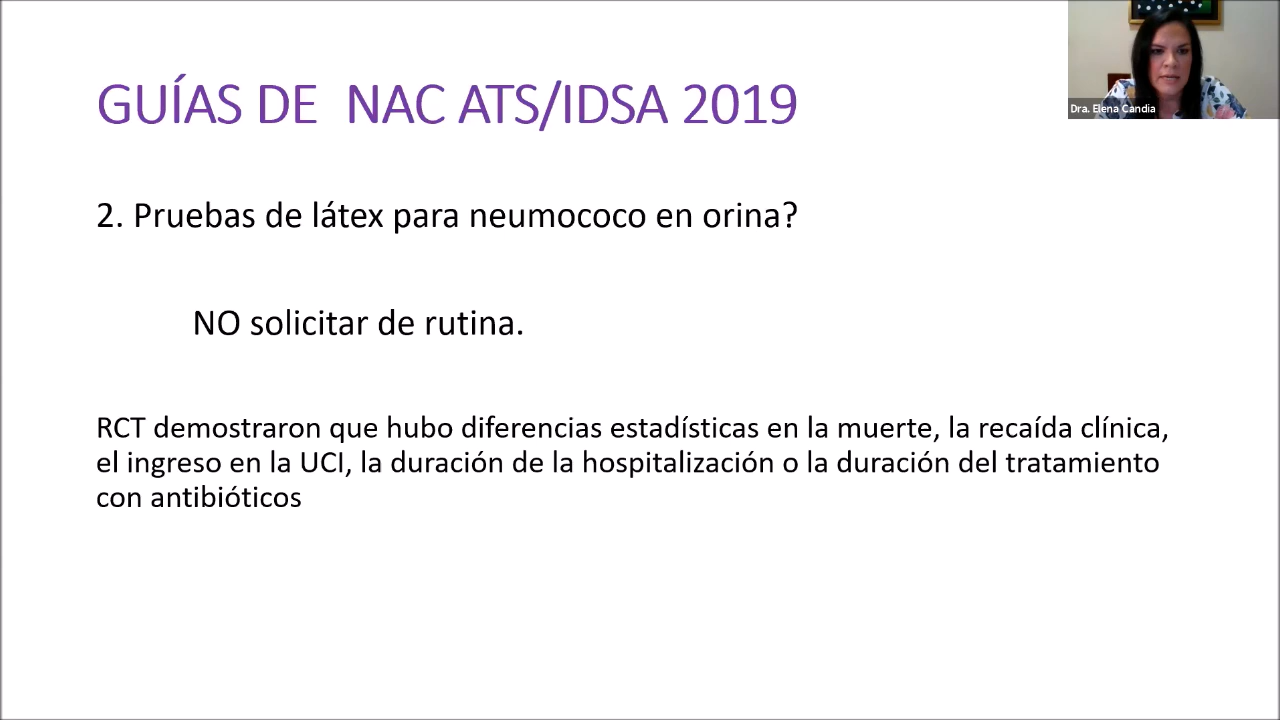 GUÍAS DE NAC ATS/IDSA 2019
Dra. Elena Candia
2. Pruebas de látex para neumococo en orina?
NO solicitar de rutina.
RCT demostraron que hubo diferencias estadísticas en la muerte, la recaída clínica,
el ingreso en la UCI, la duración de la hospitalización o la duración del tratamiento
con antibióticos